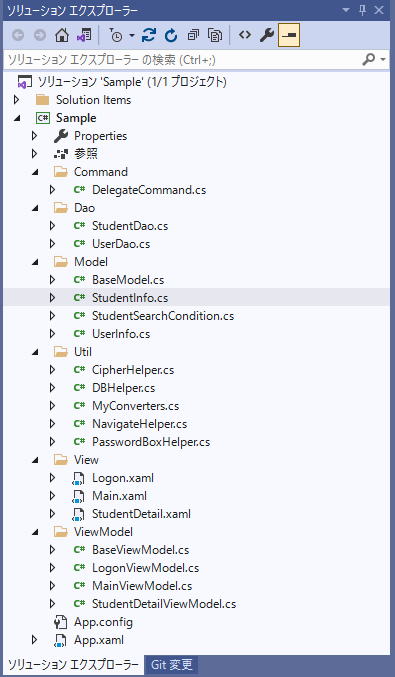 ソリューション エクスプローラー
ソリューション エクスプローラー の検索 (Ctrl+;)
ソリューション 'Sample' (1/1 プロジェクト)
Solution Items
Sample
Properties
参照
Command
DelegateCommand.cs
Dao
StudentDao.cs
UserDao.cs
Model
BaseModel.cs
StudentInfo.cs
StudentSearchCondition.cs
UserInfo.cs
Util
CipherHelper.cs
DBHelper.cs
MyConverters.cs
NavigateHelper.cs
PasswordBoxHelper.cs
View
Logon.xaml
Main.xaml
StudentDetail.xaml
ViewModel
BaseViewModel.cs
LogonViewModel.cs
MainViewModel.cs
StudentDetailViewModel.cs
App.config
App.xaml
ソリューション エクスプローラー Git 変更